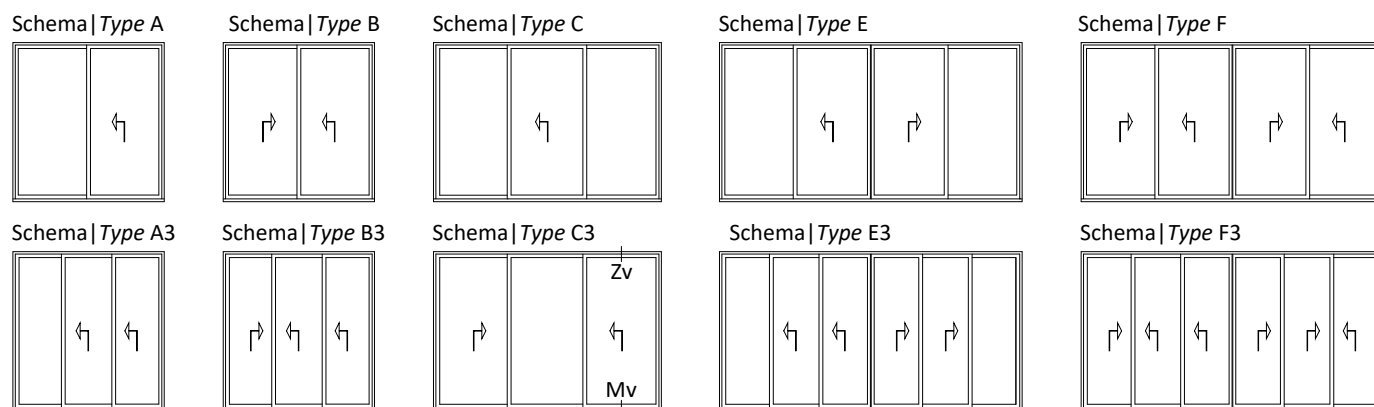 Schema|Type A
Schema|Type B
Schema|Type C
Schema|Type E
Schema|Type F
Schema|Type A3
Schema|Type B3
Schema|Type C3
Schema|Type E3
Schema|Type F3
Zv
Mv